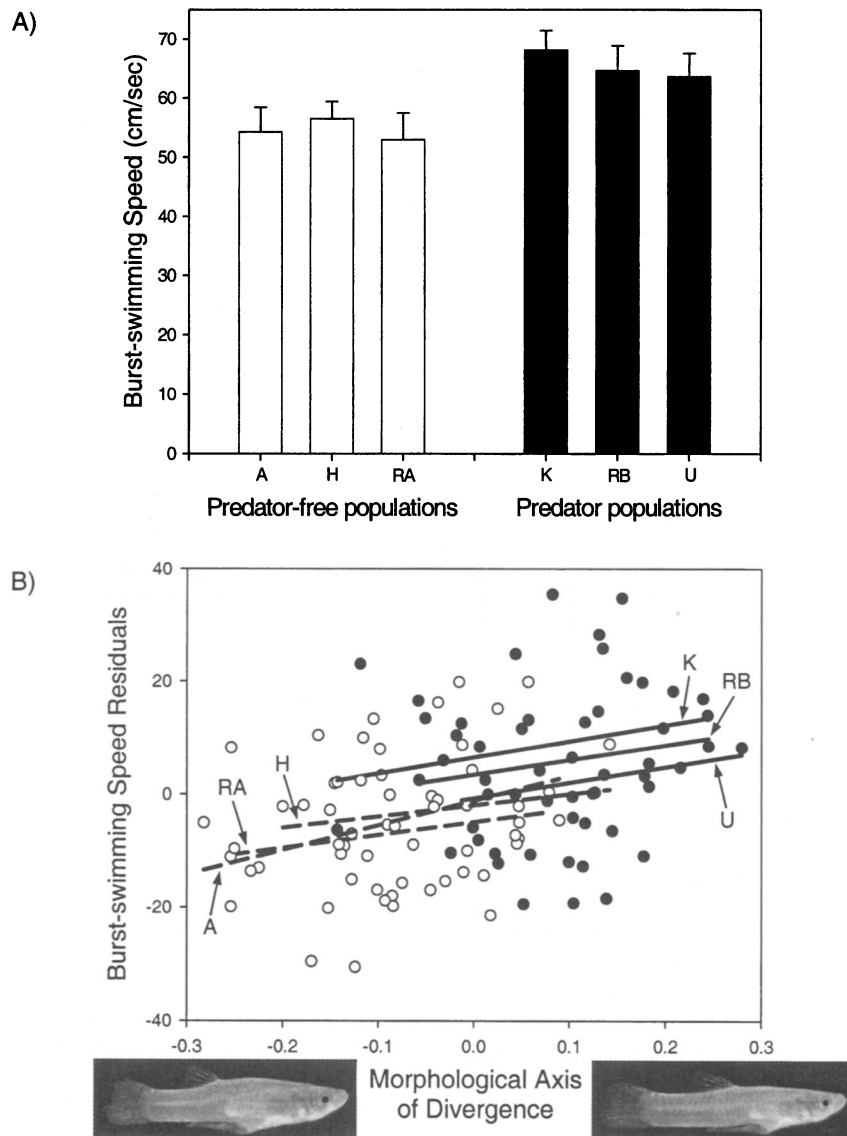 A)
Burst-swimming Speed (cm/sec)
70
60
50
40
30
20
10
0
A H RA K RB U
Predator-free populations Predator populations
B)
Burst-swimming Speed Residuals
40
20
0
-20
-40
K
RB
H
RA
U
A
-0.3 -0.2 -0.1 0.0 0.1 0.2 0.3
Morphological Axis
of Divergence